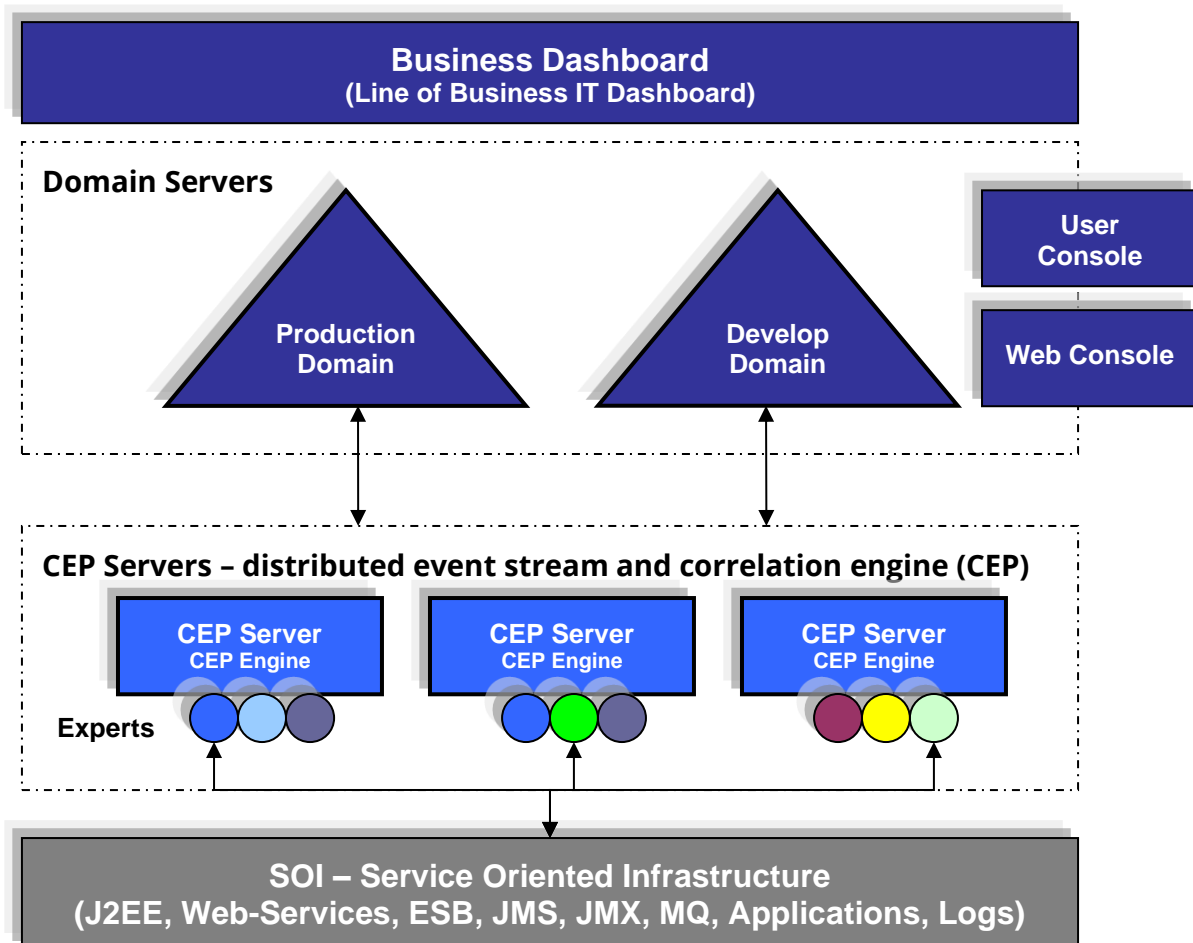 Business Dashboard
(Line of Business IT Dashboard)
Domain Servers
User
Console
Production
Domain
Develop
Domain
Web Console
CEP Servers – distributed event stream and correlation engine (CEP)
CEP Server
CEP Engine
CEP Server
CEP Engine
CEP Server
CEP Engine
Experts
SOI – Service Oriented Infrastructure
(J2EE, Web-Services, ESB, JMS, JMX, MQ, Applications, Logs)